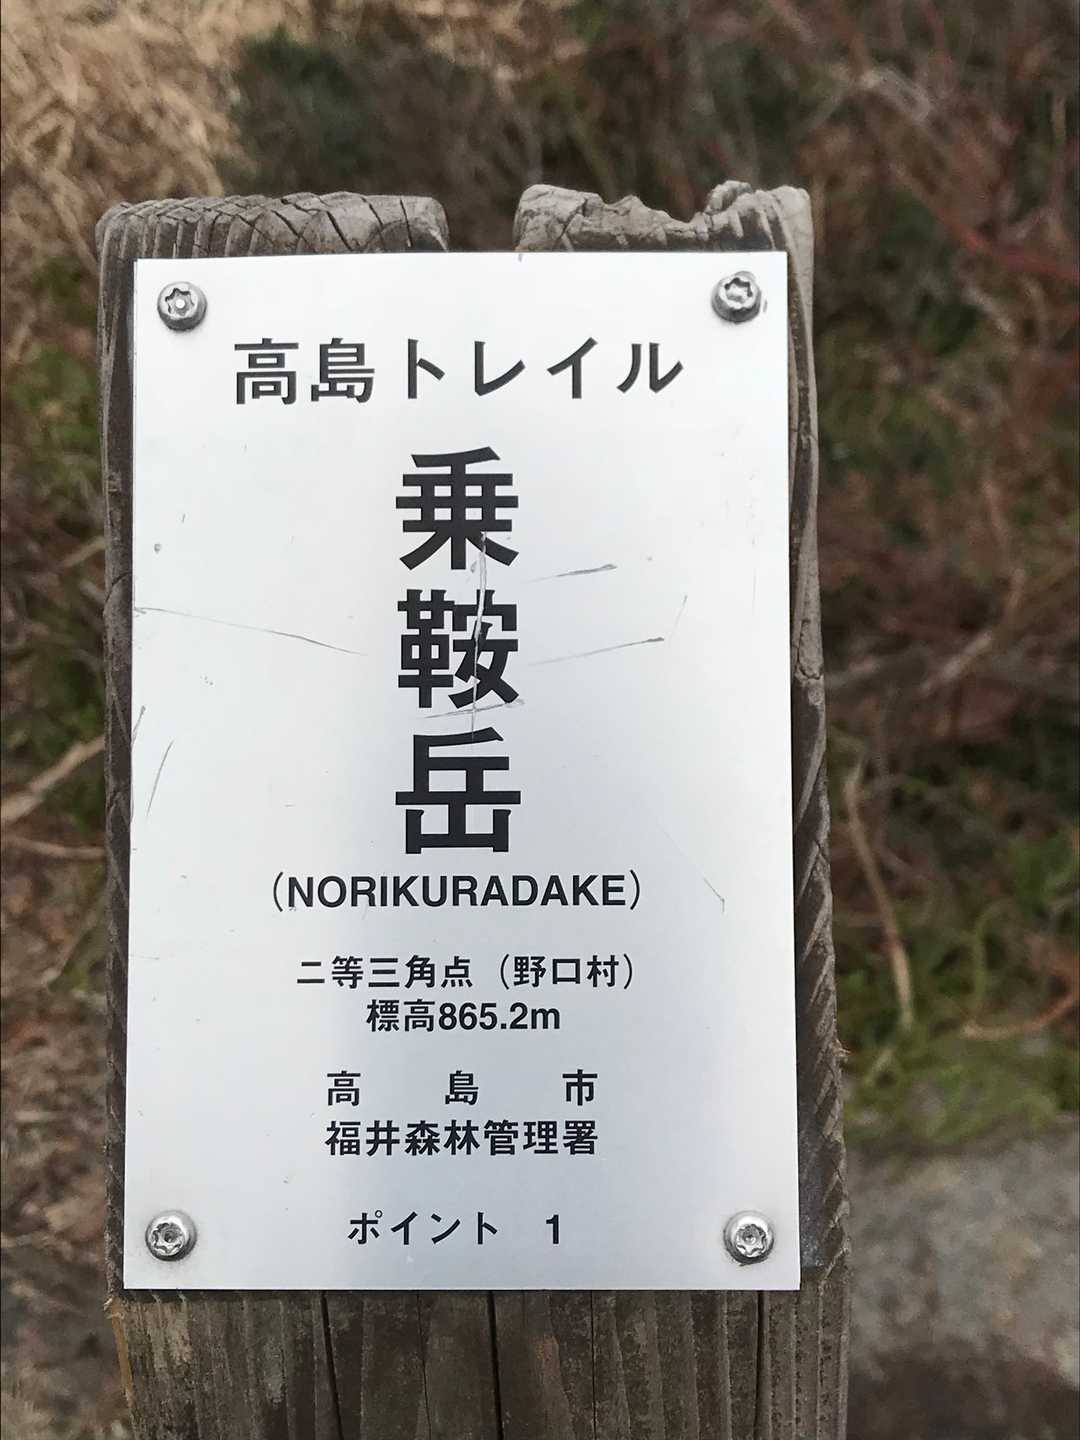 高島トレイル
乗鞍岳
(NORIKURADAKE)
二等三角点（野口村）
標高865.2m
高　島　市
福井森林管理署
ポイント　1